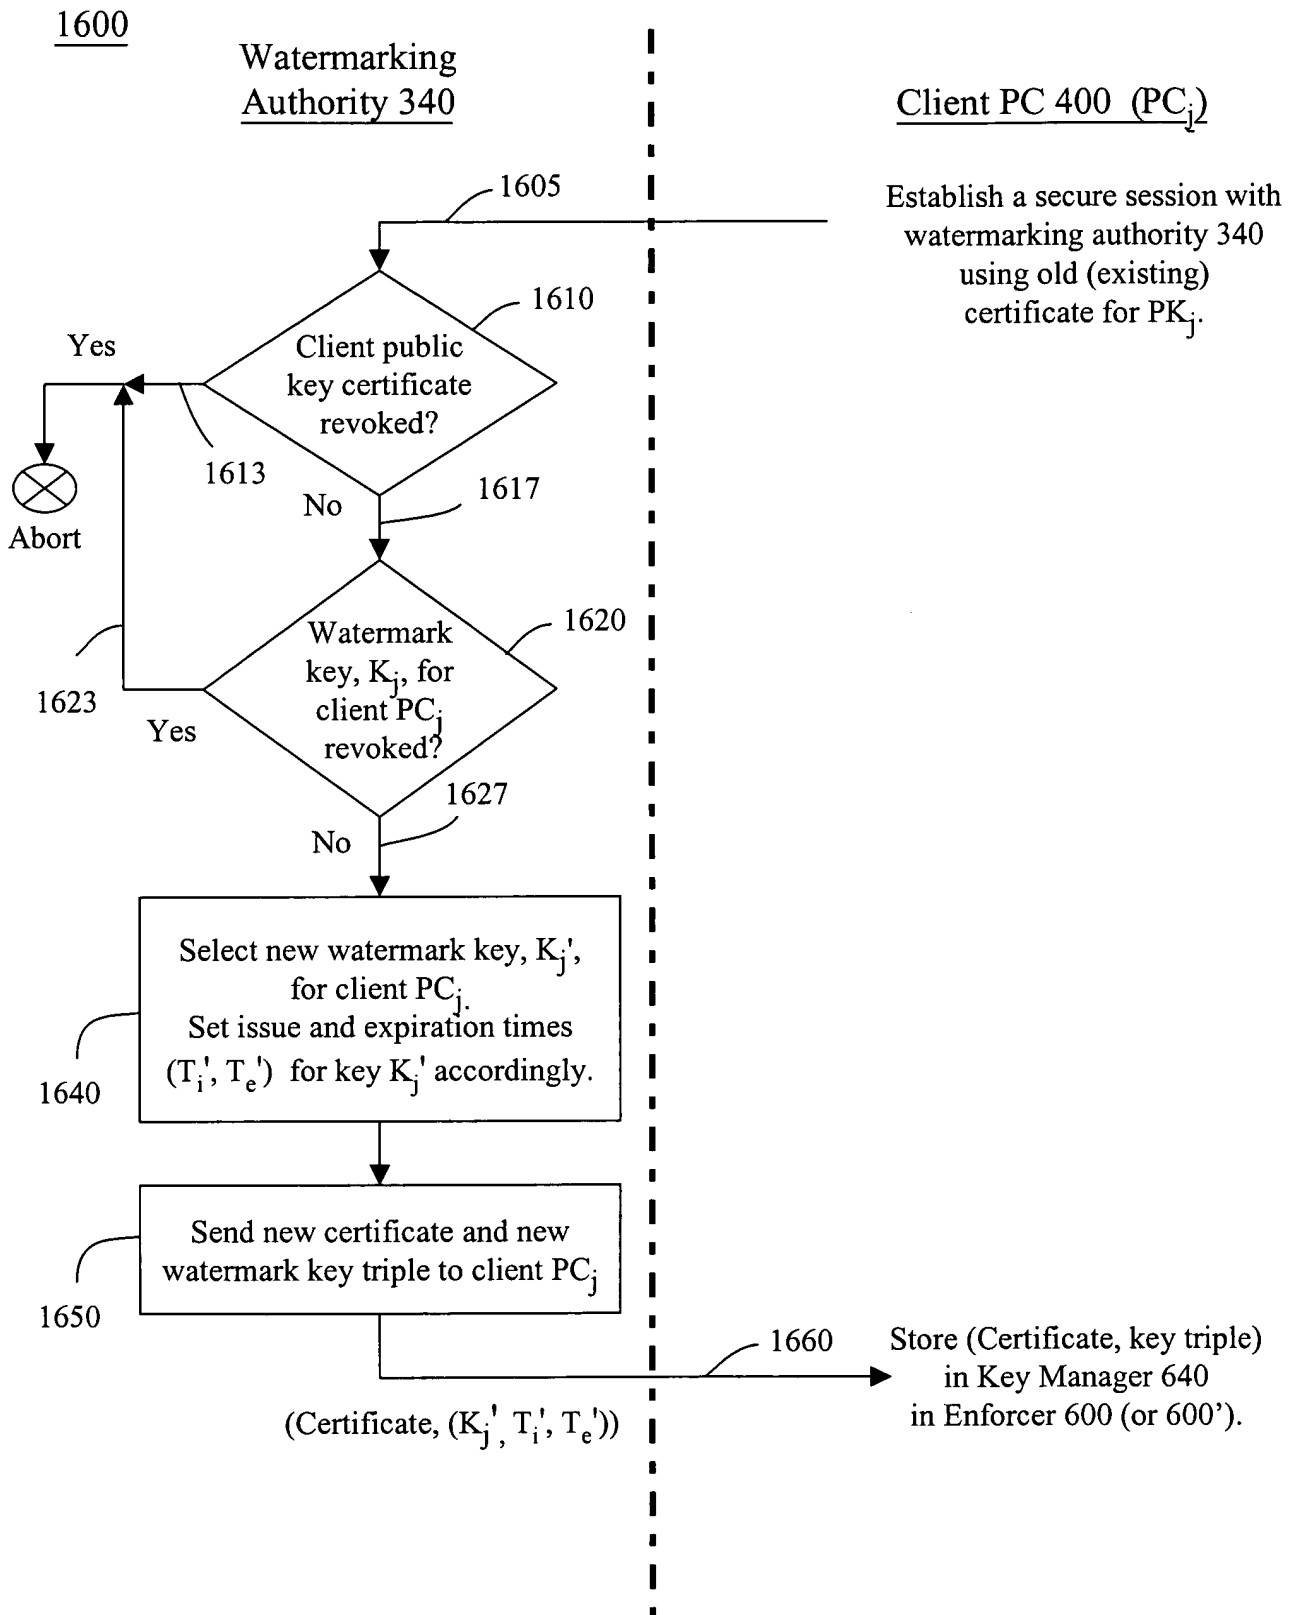 1600
Watermarking
Authority 340
Client PC 400 (PCj)
1605
Establish a secure session with
watermarking authority 340
using old (existing)
certificate for PKj.
1610
Client public
key certificate
revoked?
Yes
1613
Abort
No
1617
1620
Watermark
key, Kj, for
client PCj
revoked?
1623
Yes
1627
No
Select new watermark key, Kj',
for client PCj.
Set issue and expiration times
(Ti', Te') for key Kj' accordingly.
1640
Send new certificate and new
watermark key triple to client PCj
1650
1660
Store (Certificate, key triple)
in Key Manager 640
in Enforcer 600 (or 600’).
(Certificate, (Kj', Ti', Te'))